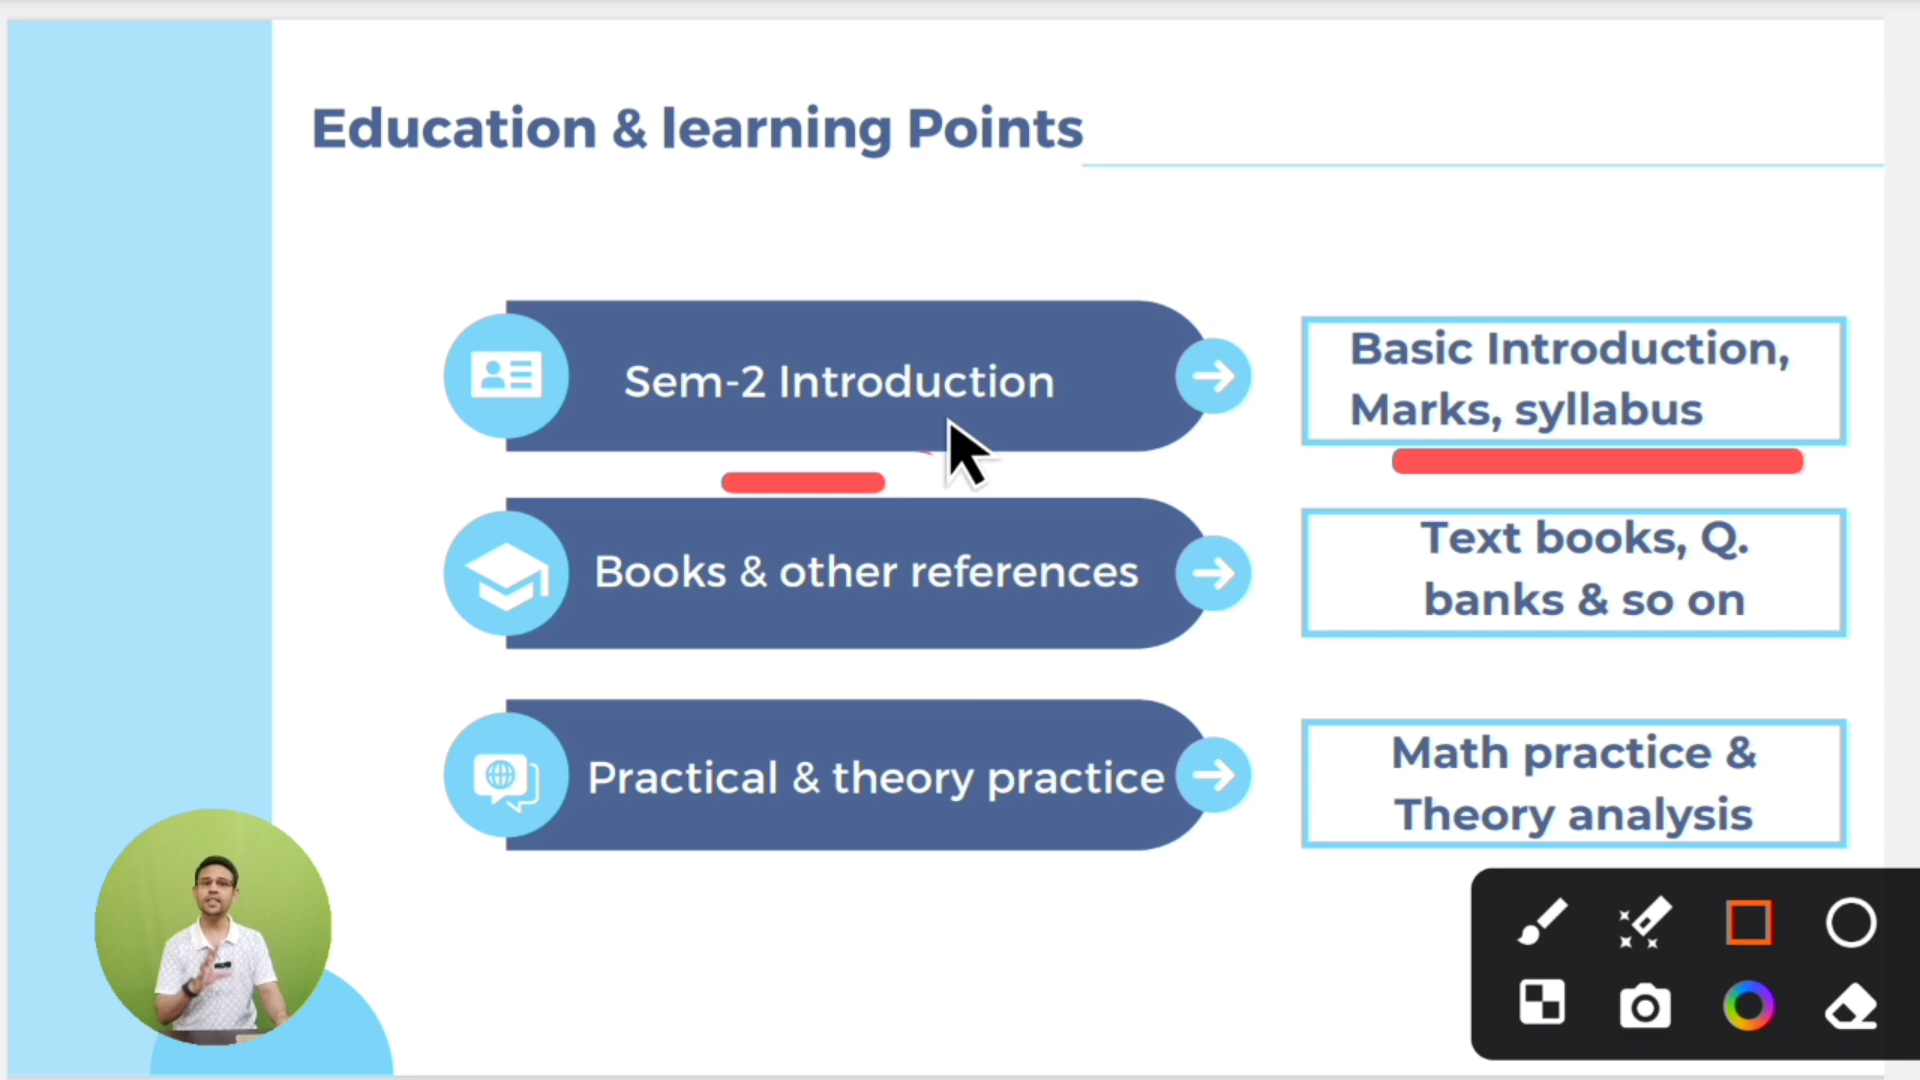 Education & learning Points
Sem-2 Introduction
Basic Introduction,
Marks, syllabus
Books & other references
Text books, Q.
banks & so on
Practical & theory practice
Math practice &
Theory analysis